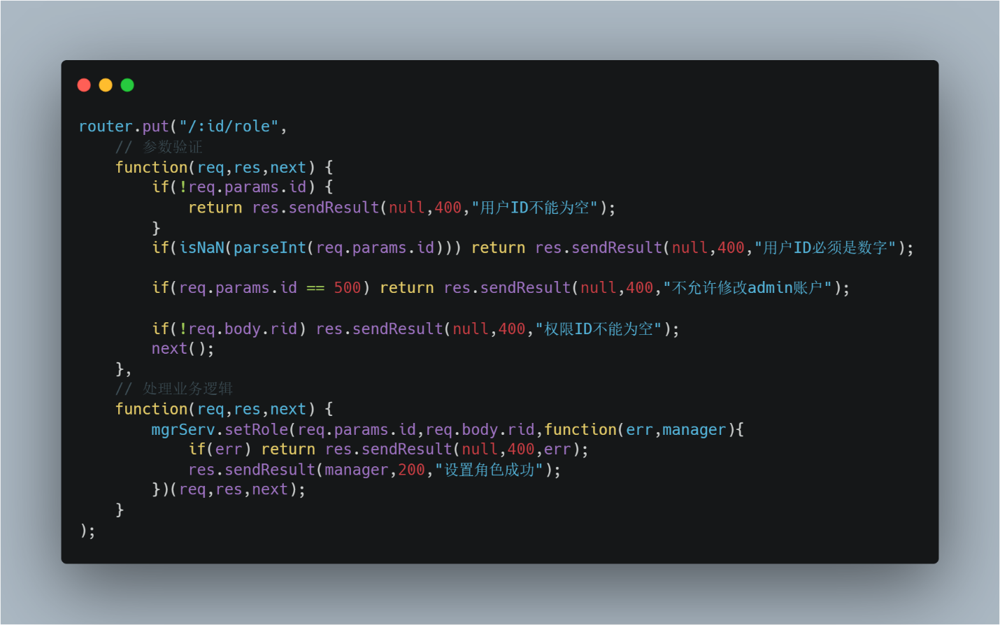 router.put("/:id/role",
    // 参数验证
    function(req,res,next) {
        if(!req.params.id) {
            return res.sendResult(null,400,"用户ID不能为空");
        }
        if(isNaN(parseInt(req.params.id))) return res.sendResult(null,400,"用户ID必须是数字");

        if(req.params.id == 500) return res.sendResult(null,400,"不允许修改admin账户");

        if(!req.body.rid) res.sendResult(null,400,"权限ID不能为空");
        next();
    },
    // 处理业务逻辑
    function(req,res,next) {
        mgrServ.setRole(req.params.id,req.body.rid,function(err,manager){
            if(err) return res.sendResult(null,400,err);
            res.sendResult(manager,200,"设置角色成功");
        })(req,res,next);
    }
);